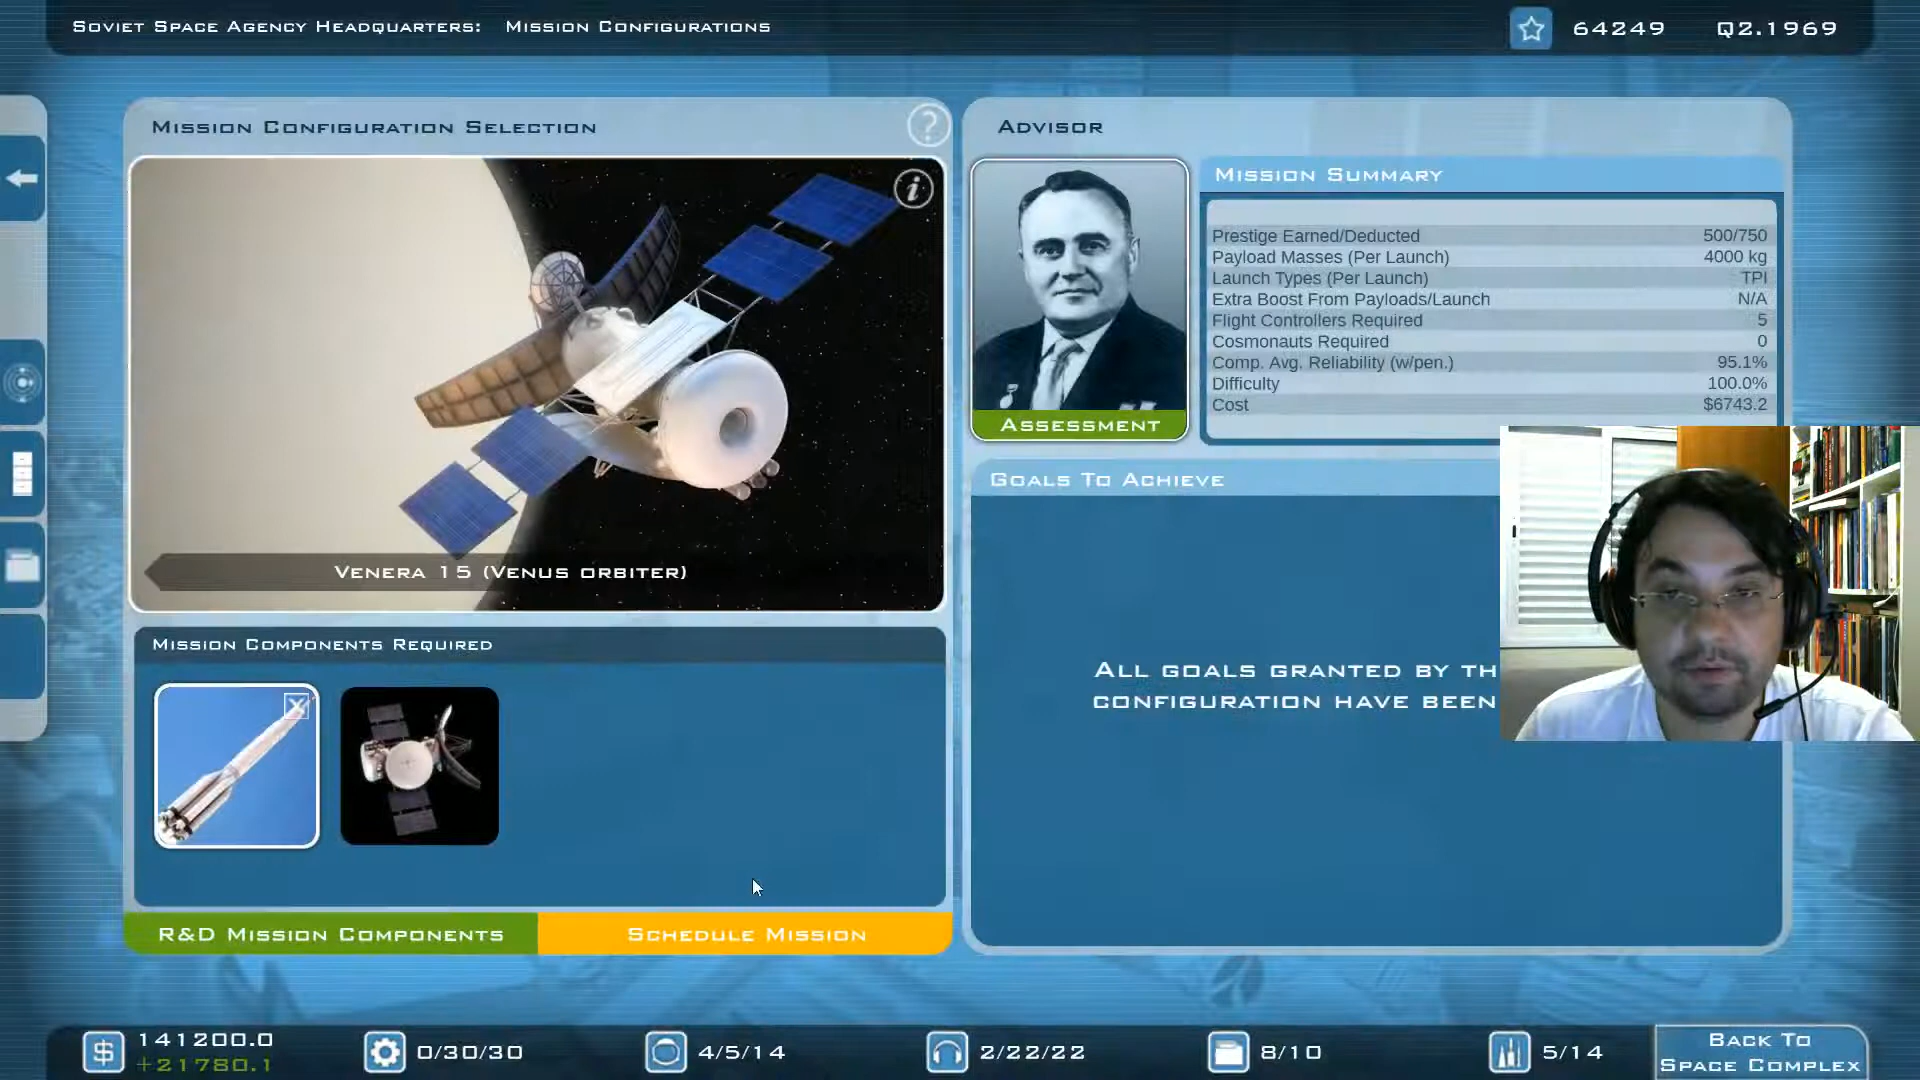 Soviet Space Agency Headquarters: Mission Configurations
64249
Q2.1969
Mission Configuration Selection
?
i
Venera 15 (Venus orbiter)
Mission Components Required
X
R&D Mission Components
Schedule Mission
Advisor
Assessment
Mission Summary
Prestige Earned/Deducted 500/750
Payload Masses (Per Launch) 4000 kg
Launch Types (Per Launch) TPI
Extra Boost From Payloads/Launch N/A
Flight Controllers Required 5
Cosmonauts Required 0
Comp. Avg. Reliability (w/pen.) 95.1%
Difficulty 100.0%
Cost $6743.2
Goals To Achieve
All goals granted by th
configuration have been
$ 141200.0
+21780.1
0/30/30
4/5/14
2/22/22
8/10
5/14
Back To
Space Complex